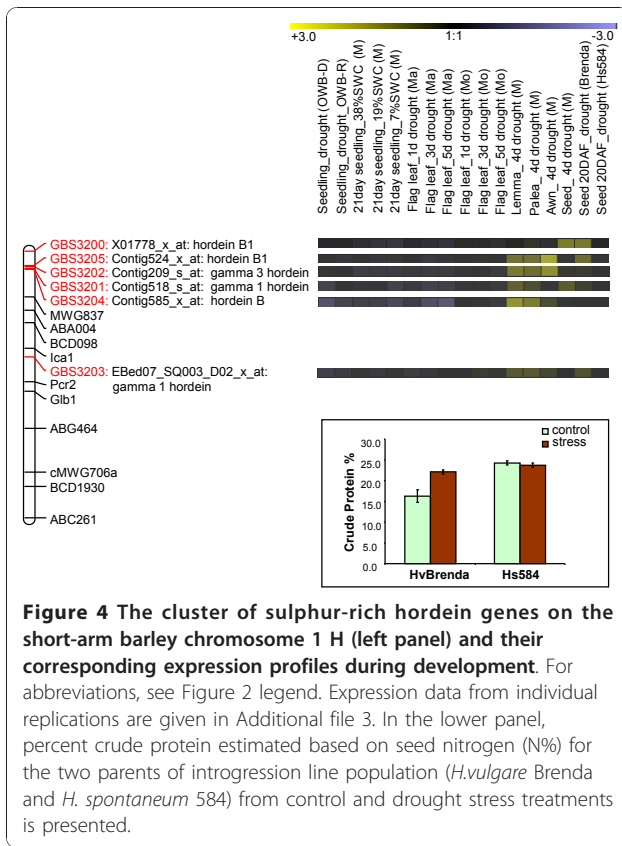 +3.0 1:1 -3.0
Seedling_drought (OWB-D)
Seedling_drought_OWB-R)
21day seedling_38%SWC (M)
21day seedling_19%SWC (M)
21day seedling_7%SWC (M)
Flag leaf_1d drought (Ma)
Flag leaf_3d drought (Ma)
Flag leaf_5d drought (Ma)
Flag leaf_1d drought (Mo)
Flag leaf_3d drought (Mo)
Flag leaf_5d drought (Mo)
Lemma_ 4d drought (M)
Palea_ 4d drought (M)
Awn_ 4d drought (M)
Seed_ 4d drought (M)
Seed 20DAF_drought (Brenda)
Seed 20DAF_drought (Hs584)
GBS3200: X01778_x_at: hordein B1
GBS3205: Contig524_x_at: hordein B1
GBS3202: Contig209_s_at: gamma 3 hordein
GBS3201: Contig518_s_at: gamma 1 hordein
GBS3204: Contig585_x_at: hordein B
MWG837
ABA004
BCD098
Ica1
GBS3203: EBed07_SQ003_D02_x_at:
gamma 1 hordein
Pcr2
Glb1
ABG464
cMWG706a
BCD1930
ABC261
control
stress
Crude Protein %
30.0
25.0
20.0
15.0
10.0
5.0
0.0
HvBrenda Hs584
Figure 4 The cluster of sulphur-rich hordein genes on the
short-arm barley chromosome 1 H (left panel) and their
corresponding expression profiles during development. For
abbreviations, see Figure 2 legend. Expression data from individual
replications are given in Additional file 3. In the lower panel,
percent crude protein estimated based on seed nitrogen (N%) for
the two parents of introgression line population (H.vulgare Brenda
and H. spontaneum 584) from control and drought stress treatments
is presented.